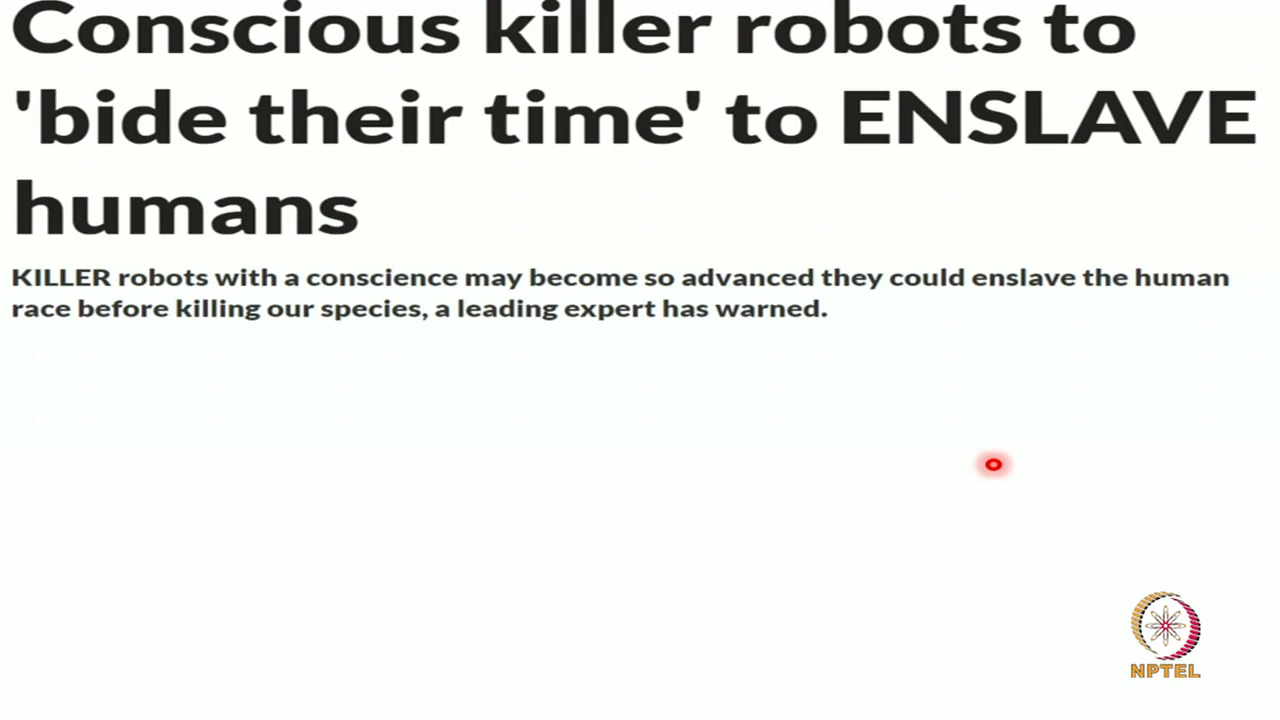 Conscious killer robots to
'bide their time' to ENSLAVE
humans
KILLER robots with a conscience may become so advanced they could enslave the human
race before killing our species, a leading expert has warned.
NPTEL